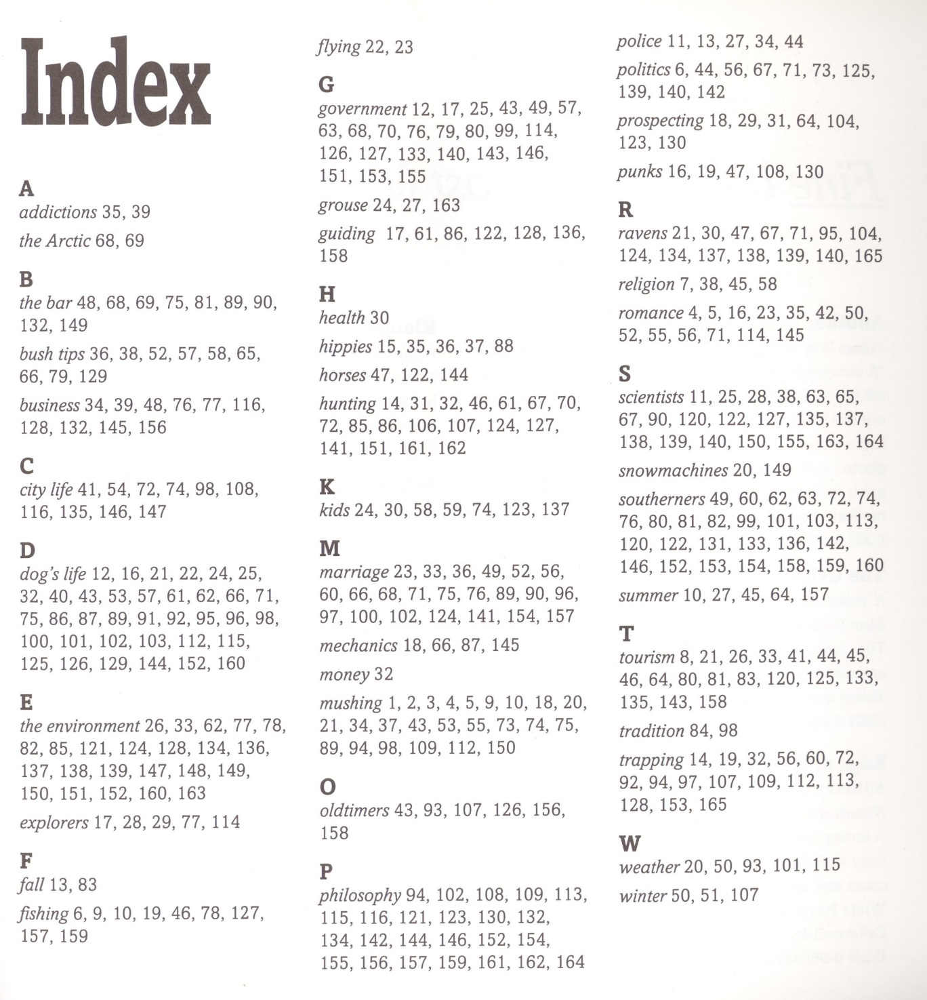 Index
A
addictions 35, 39
the Arctic 68, 69
B
the bar 48, 68, 69, 75, 81, 89, 90,
132, 149
bush tips 36, 38, 52, 57, 58, 65,
66, 79, 129
business 34, 39, 48, 76, 77, 116,
128, 132, 145, 156
C
city life 41, 54, 72, 74, 98, 108,
116, 135, 146, 147
D
dog's life 12, 16, 21, 22, 24, 25,
32, 40, 43, 53, 57, 61, 62, 66, 71,
75, 86, 87, 89, 91, 92, 95, 96, 98,
100, 101, 102, 103, 112, 115,
125, 126, 129, 144, 152, 160
E
the environment 26, 33, 62, 77, 78,
82, 85, 121, 124, 128, 134, 136,
137, 138, 139, 147, 148, 149,
150, 151, 152, 160, 163
explorers 17, 28, 29, 77, 114
F
fall 13, 83
fishing 6, 9, 10, 19, 46, 78, 127,
157, 159
flying 22, 23
G
government 12, 17, 25, 43, 49, 57,
63, 68, 70, 76, 79, 80, 99, 114,
126, 127, 133, 140, 143, 146,
151, 153, 155
grouse 24, 27, 163
guiding 17, 61, 86, 122, 128, 136,
158
H
health 30
hippies 15, 35, 36, 37, 88
horses 47, 122, 144
hunting 14, 31, 32, 46, 61, 67, 70,
72, 85, 86, 106, 107, 124, 127,
141, 151, 161, 162
K
kids 24, 30, 58, 59, 74, 123, 137
M
marriage 23, 33, 36, 49, 52, 56,
60, 66, 68, 71, 75, 76, 89, 90, 96,
97, 100, 102, 124, 141, 154, 157
mechanics 18, 66, 87, 145
money 32
mushing 1, 2, 3, 4, 5, 9, 10, 18, 20,
21, 34, 37, 43, 53, 55, 73, 74, 75,
89, 94, 98, 109, 112, 150
O
oldtimers 43, 93, 107, 126, 156,
158
P
philosophy 94, 102, 108, 109, 113,
115, 116, 121, 123, 130, 132,
134, 142, 144, 146, 152, 154,
155, 156, 157, 159, 161, 162, 164
police 11, 13, 27, 34, 44
politics 6, 44, 56, 67, 71, 73, 125,
139, 140, 142
prospecting 18, 29, 31, 64, 104,
123, 130
punks 16, 19, 47, 108, 130
R
ravens 21, 30, 47, 67, 71, 95, 104,
124, 134, 137, 138, 139, 140, 165
religion 7, 38, 45, 58
romance 4, 5, 16, 23, 35, 42, 50,
52, 55, 56, 71, 114, 145
S
scientists 11, 25, 28, 38, 63, 65,
67, 90, 120, 122, 127, 135, 137,
138, 139, 140, 150, 155, 163, 164
snowmachines 20, 149
southerners 49, 60, 62, 63, 72, 74,
76, 80, 81, 82, 99, 101, 103, 113,
120, 122, 131, 133, 136, 142,
146, 152, 153, 154, 158, 159, 160
summer 10, 27, 45, 64, 157
T
tourism 8, 21, 26, 33, 41, 44, 45,
46, 64, 80, 81, 83, 120, 125, 133,
135, 143, 158
tradition 84, 98
trapping 14, 19, 32, 56, 60, 72,
92, 94, 97, 107, 109, 112, 113,
128, 153, 165
W
weather 20, 50, 93, 101, 115
winter 50, 51, 107